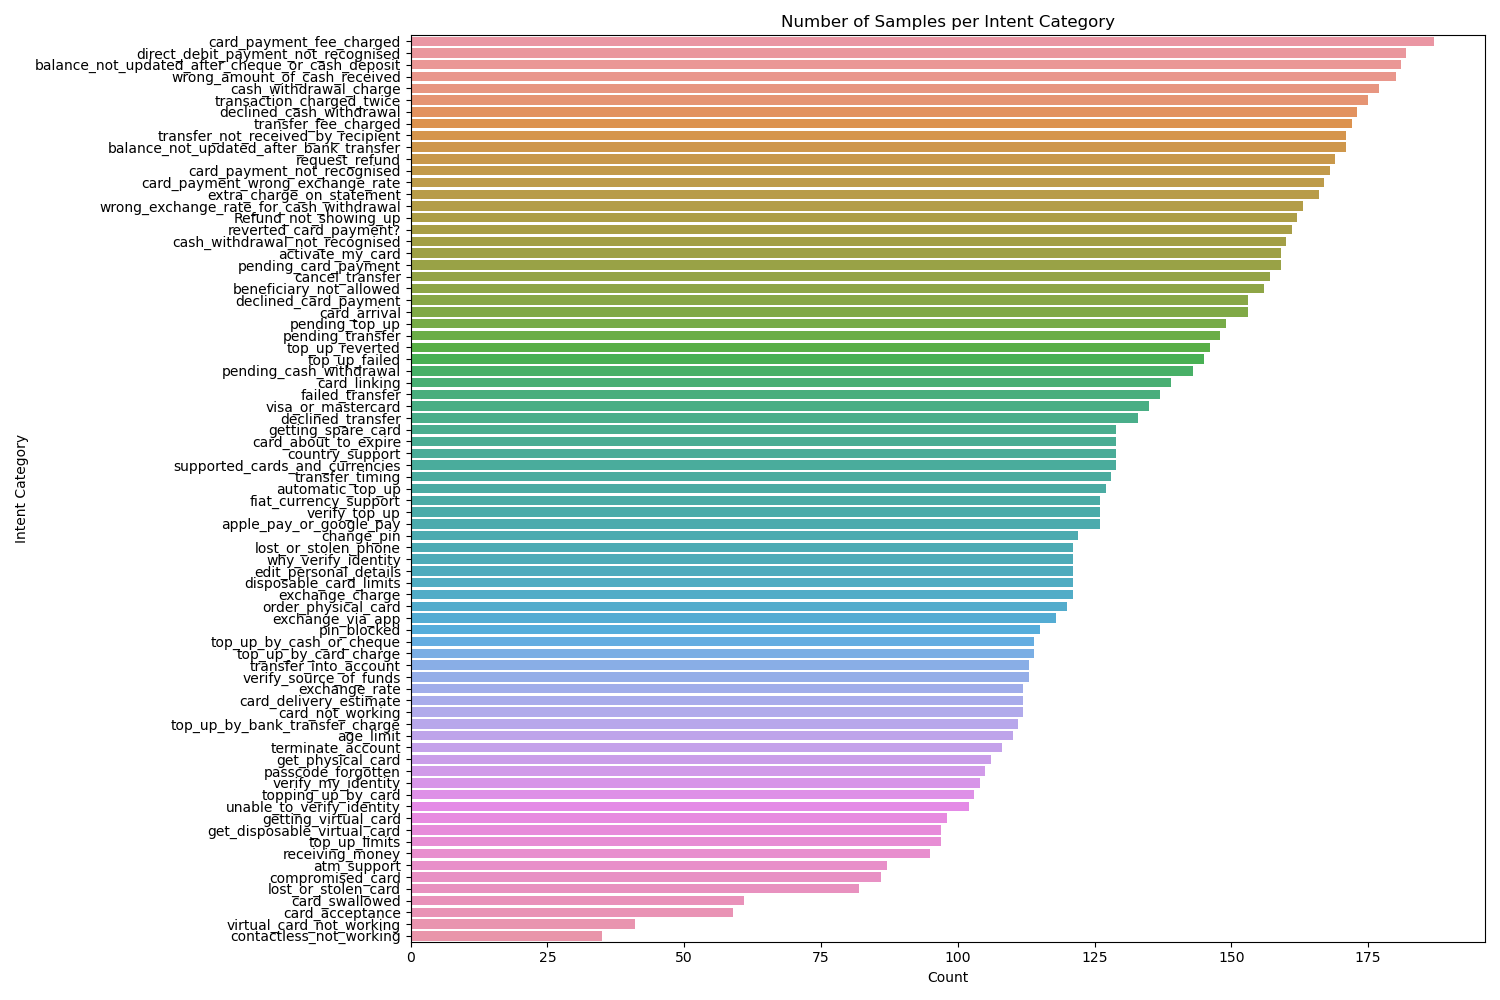 Number of Samples per Intent Category
card_payment_fee_charged
direct_debit_payment_not_recognised
balance_not_updated_after_cheque_or_cash_deposit
wrong_amount_of_cash_received
cash_withdrawal_charge
transaction_charged_twice
declined_cash_withdrawal
transfer_fee_charged
transfer_not_received_by_recipient
balance_not_updated_after_bank_transfer
request_refund
card_payment_not_recognised
card_payment_wrong_exchange_rate
extra_charge_on_statement
wrong_exchange_rate_for_cash_withdrawal
Refund_not_showing_up
reverted_card_payment?
cash_withdrawal_not_recognised
activate_my_card
pending_card_payment
cancel_transfer
beneficiary_not_allowed
declined_card_payment
card_arrival
pending_top_up
pending_transfer
top_up_reverted
top_up_failed
pending_cash_withdrawal
card_linking
failed_transfer
visa_or_mastercard
declined_transfer
getting_spare_card
card_about_to_expire
country_support
supported_cards_and_currencies
transfer_timing
automatic_top_up
fiat_currency_support
verify_top_up
apple_pay_or_google_pay
change_pin
lost_or_stolen_phone
why_verify_identity
edit_personal_details
disposable_card_limits
exchange_charge
order_physical_card
exchange_via_app
pin_blocked
top_up_by_cash_or_cheque
top_up_by_card_charge
transfer_into_account
verify_source_of_funds
exchange_rate
card_delivery_estimate
card_not_working
top_up_by_bank_transfer_charge
age_limit
terminate_account
get_physical_card
passcode_forgotten
verify_my_identity
topping_up_by_card
unable_to_verify_identity
getting_virtual_card
get_disposable_virtual_card
top_up_limits
receiving_money
atm_support
compromised_card
lost_or_stolen_card
card_swallowed
card_acceptance
virtual_card_not_working
contactless_not_working
Intent Category
0 25 50 75 100 125 150 175
Count